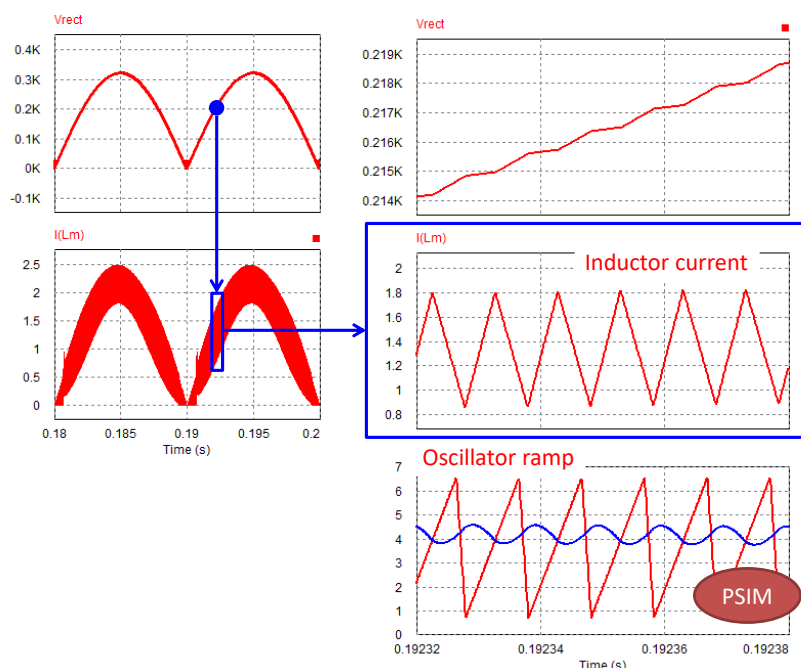 Vrect
0.4K
0.3K
0.2K
0.1K
0K
-0.1K
I(Lm)
2.5
2
1.5
1
0.5
0
0.18 0.185 0.19 0.195 0.2
Time (s)
Vrect
0.219K
0.218K
0.217K
0.216K
0.215K
0.214K
I(Lm)
Inductor current
2
1.8
1.6
1.4
1.2
1
0.8
Oscillator ramp
7
6
5
4
3
2
1
0
PSIM
0.19232 0.19234 0.19236 0.19238
Time (s)